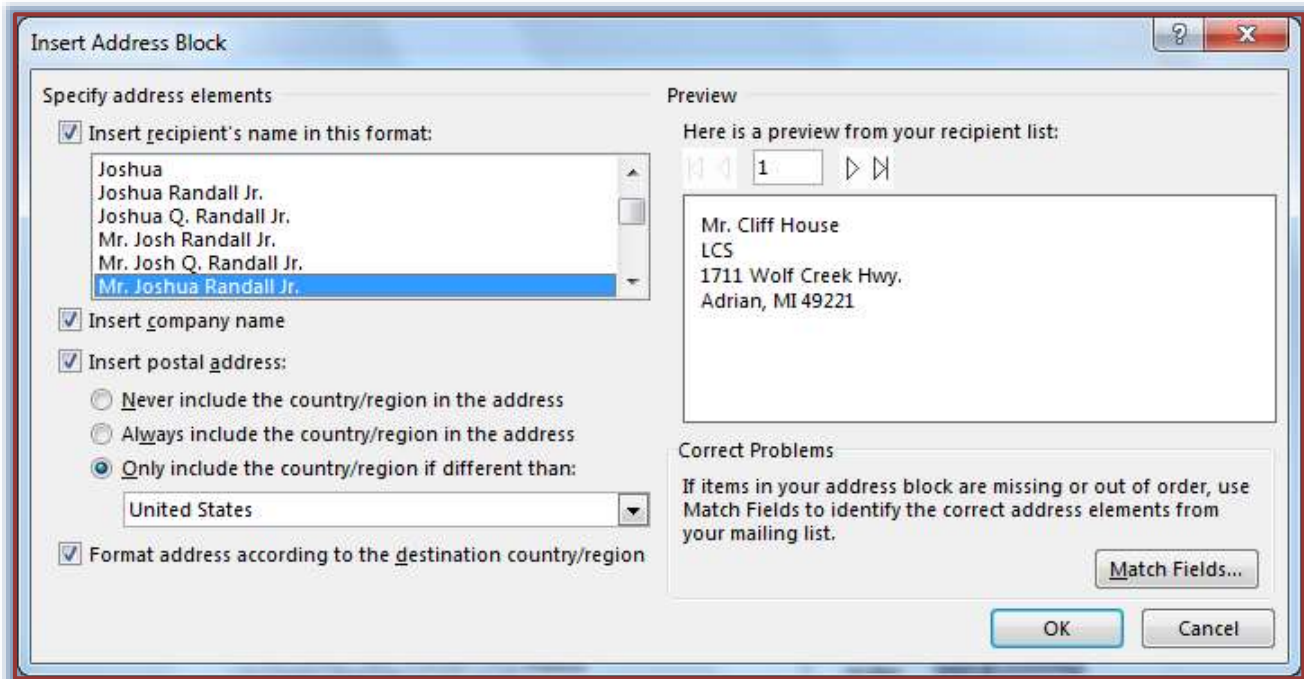 Insert Address Block
Specify address elements
Insert recipient's name in this format:
Joshua
Joshua Randall Jr.
Joshua Q. Randall Jr.
Mr. Josh Randall Jr.
Mr. Josh Q. Randall Jr.
Mr. Joshua Randall Jr.
Insert company name
Insert postal address:
Never include the country/region in the address
Always include the country/region in the address
Only include the country/region if different than:
United States
Format address according to the destination country/region
Preview
Here is a preview from your recipient list:
1
Mr. Cliff House
LCS
1711 Wolf Creek Hwy.
Adrian, MI 49221
Correct Problems
If items in your address block are missing or out of order, use
Match Fields to identify the correct address elements from
your mailing list.
Match Fields...
OK
Cancel